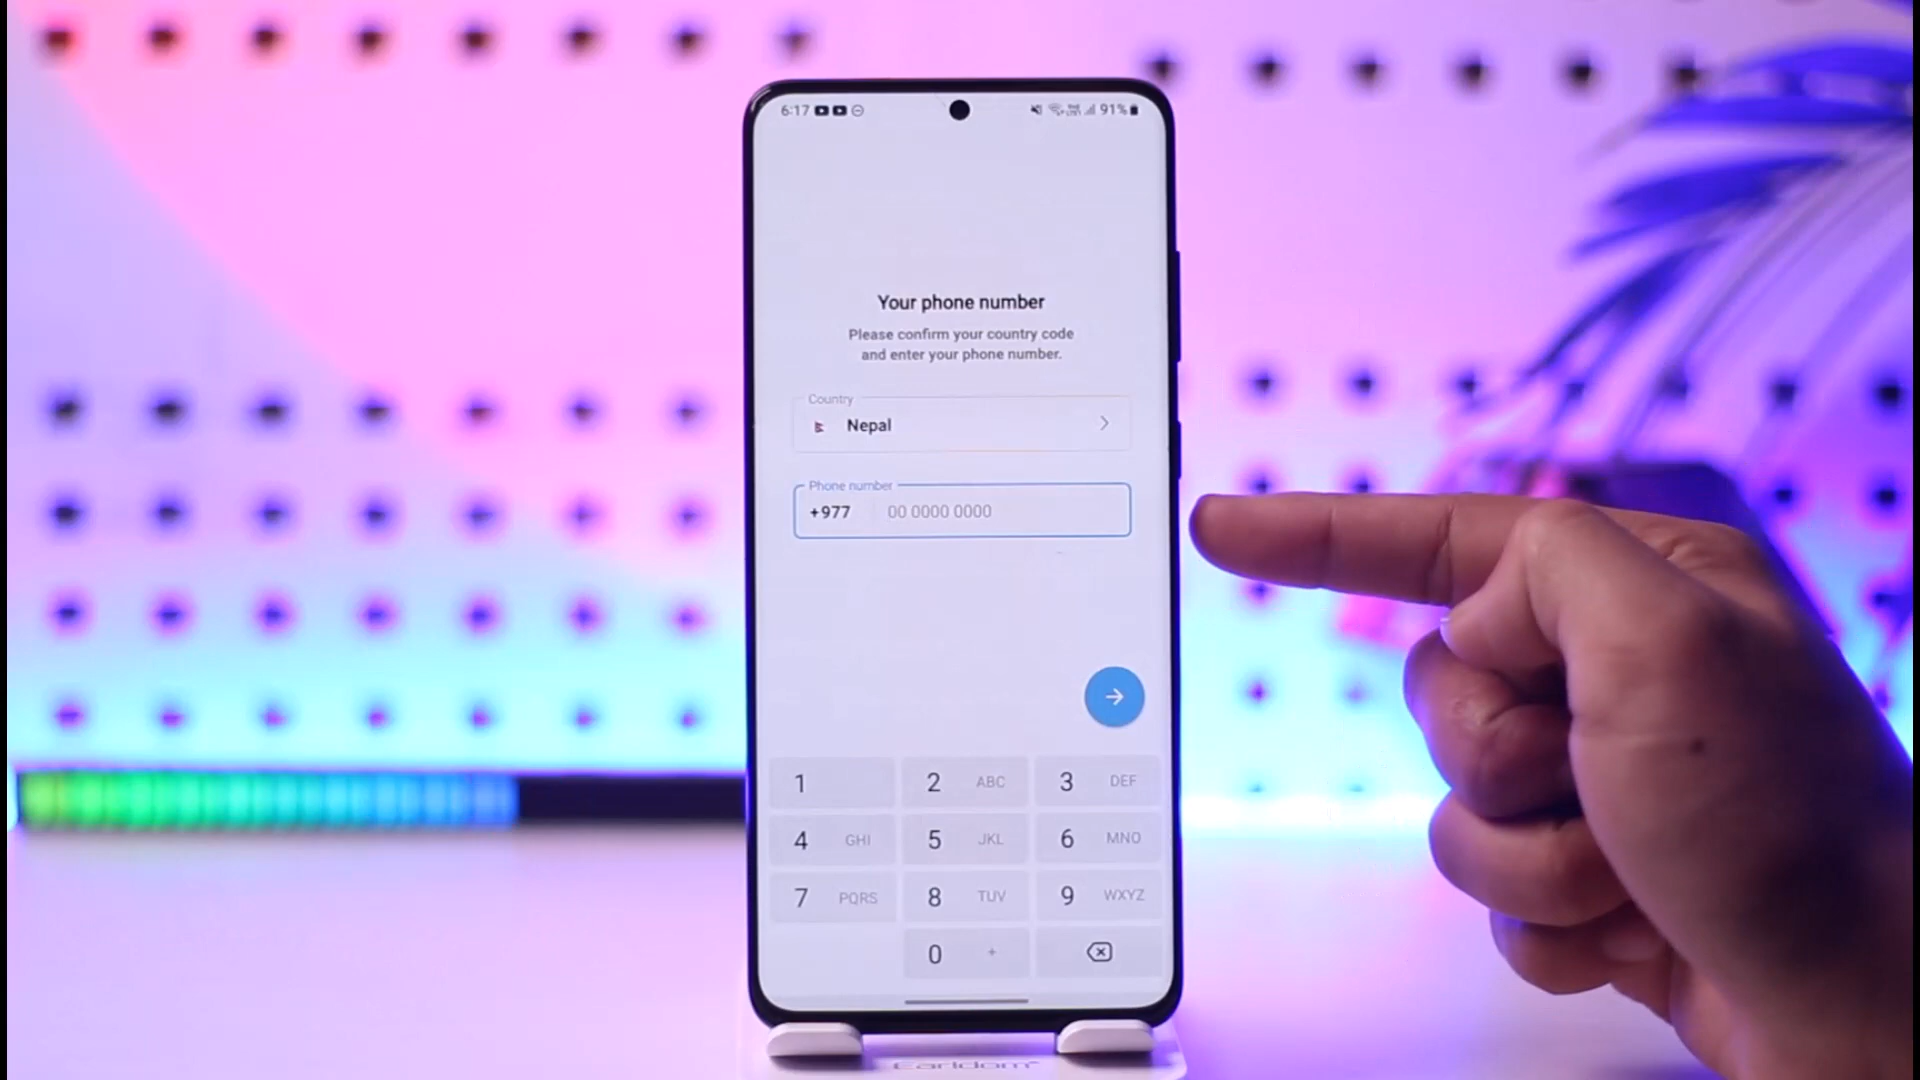 6:17
91%
Your phone number
Please confirm your country code
and enter your phone number.
Country
Nepal
Phone number
+977 00 0000 0000
1
2 ABC
3 DEF
4 GHI
5 JKL
6 MNO
7 PQRS
8 TUV
9 WXYZ
0 +
Earldom